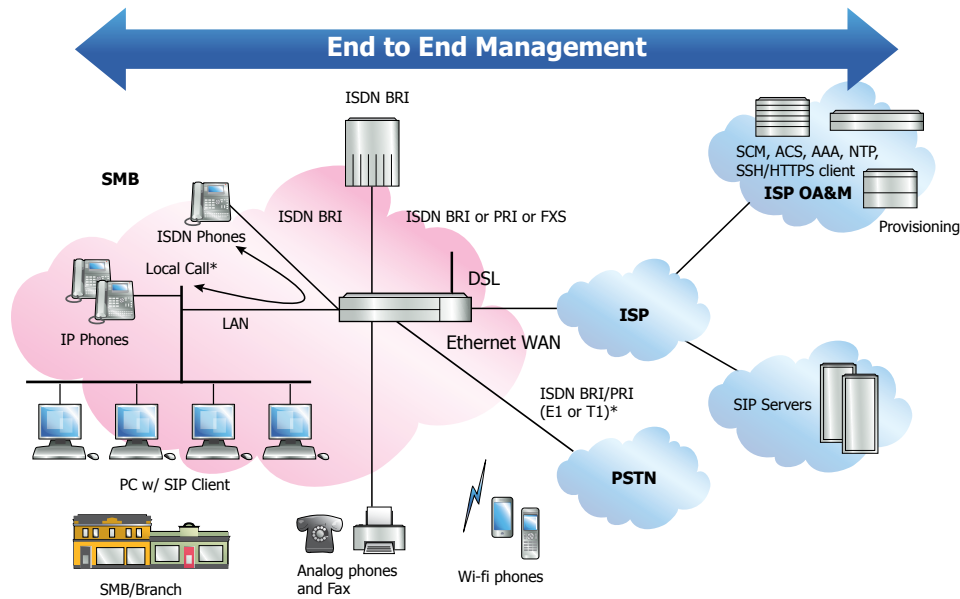 End to End Management
ISDN BRI
SCM, ACS, AAA, NTP,
SSH/HTTPS client
ISP OA&M
Provisioning
SMB
ISDN BRI
ISDN BRI or PRI or FXS
ISDN Phones
Local Call*
DSL
IP Phones
LAN
Ethernet WAN
ISP
ISDN BRI/PRI
(E1 or T1)*
SIP Servers
PSTN
PC w/ SIP Client
SMB/Branch
Analog phones
and Fax
Wi-fi phones